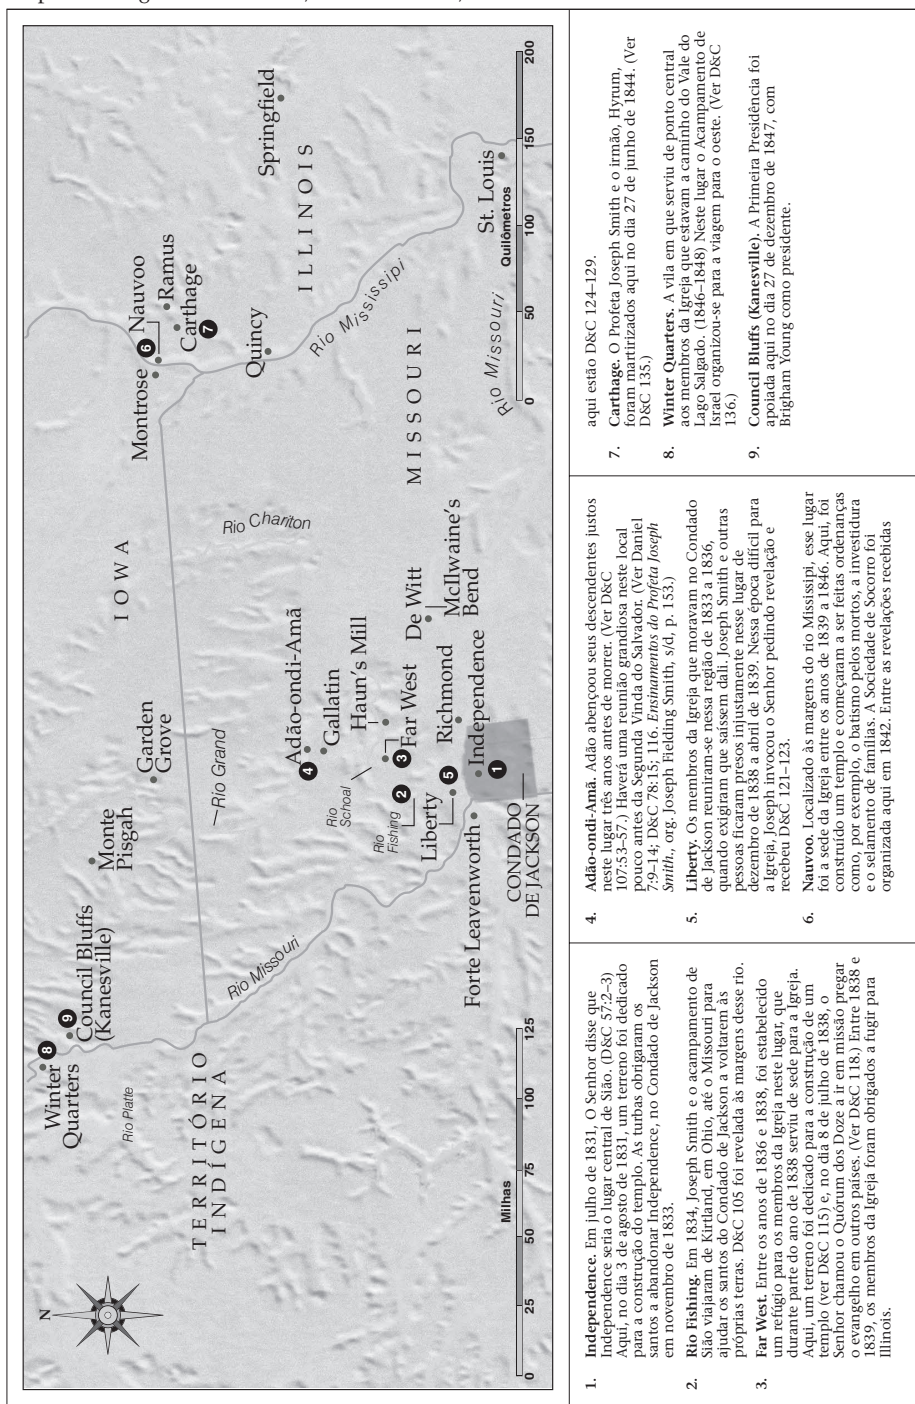 N
Winter
Quarters
8
9
Council Bluffs
(Kanesville)
Rio Platte
TERRITÓRIO
INDÍGENA
Monte
Pisgah
Garden
Grove
IOWA
Montrose
6
Nauvoo
Ramus
Carthage
7
Springfield
ILLINOIS
Quincy
Rio Mississipi
Rio Grand
Rio Chariton
Rio Missouri
Adão-ondi-Amã
4
Gallatin
Haun's Mill
Rio
Schoal
3
Far West
Rio
Fishing
2
De Witt
McIlwaine's
Bend
MISSOURI
Liberty
5
Richmond
Independence
1
Forte Leavenworth
CONDADO
DE JACKSON
Rio Missouri
St. Louis
Milhas
0 25 50 75 100 125
Quilômetros
0 50 100 150 200
1. Independence. Em julho de 1831, O Senhor disse que
Independence seria o lugar central de Sião. (D&C 57:2–3)
Aqui, no dia 3 de agosto de 1831, um terreno foi dedicado
para a construção do templo. As turbas obrigaram os
santos a abandonar Independence, no Condado de Jackson
em novembro de 1833.
2. Rio Fishing. Em 1834, Joseph Smith e o acampamento de
Sião viajaram de Kirtland, em Ohio, até o Missouri para
ajudar os santos do Condado de Jackson a voltarem às
próprias terras. D&C 105 foi revelada às margens desse rio.
3. Far West. Entre os anos de 1836 e 1838, foi estabelecido
um refúgio para os membros da Igreja neste lugar, que
durante parte do ano de 1838 serviu de sede para a Igreja.
Aqui, um terreno foi dedicado para a construção de um
templo (ver D&C 115) e, no dia 8 de julho de 1838, o
Senhor chamou o Quórum dos Doze a ir em missão pregar
o evangelho em outros países. (Ver D&C 118.) Entre 1838 e
1839, os membros da Igreja foram obrigados a fugir para
Illinois.
4. Adão-ondi-Amã. Adão abençoou seus descendentes justos
neste lugar três anos antes de morrer. (Ver D&C
107:53–57.) Haverá uma reunião grandiosa neste local
pouco antes da Segunda Vinda do Salvador. (Ver Daniel
7:9–14; D&C 78:15; 116. Ensinamentos do Profeta Joseph
Smith., org. Joseph Fielding Smith, s/d, p. 153.)
5. Liberty. Os membros da Igreja que moravam no Condado
de Jackson reuniram-se nessa região de 1833 a 1836,
quando exigiram que saíssem dali. Joseph Smith e outras
pessoas ficaram presos injustamente nesse lugar de
dezembro de 1838 a abril de 1839. Nessa época difícil para
a Igreja, Joseph invocou o Senhor pedindo revelação e
recebeu D&C 121–123.
6. Nauvoo. Localizado às margens do rio Mississipi, esse lugar
foi a sede da Igreja entre os anos de 1839 a 1846. Aqui, foi
construído um templo e começaram a ser feitas ordenanças
como, por exemplo, o batismo pelos mortos, a investidura
e o selamento de famílias. A Sociedade de Socorro foi
organizada aqui em 1842. Entre as revelações recebidas
aqui estão D&C 124–129.
7. Carthage. O Profeta Joseph Smith e o irmão, Hyrum,
foram martirizados aqui no dia 27 de junho de 1844. (Ver
D&C 135.)
8. Winter Quarters. A vila em que serviu de ponto central
aos membros da Igreja que estavam a caminho do Vale do
Lago Salgado. (1846–1848) Neste lugar o Acampamento de
Israel organizou-se para a viagem para o oeste. (Ver D&C
136.)
9. Council Bluffs (Kanesville). A Primeira Presidência foi
apoiada aqui no dia 27 de dezembro de 1847, com
Brigham Young como presidente.